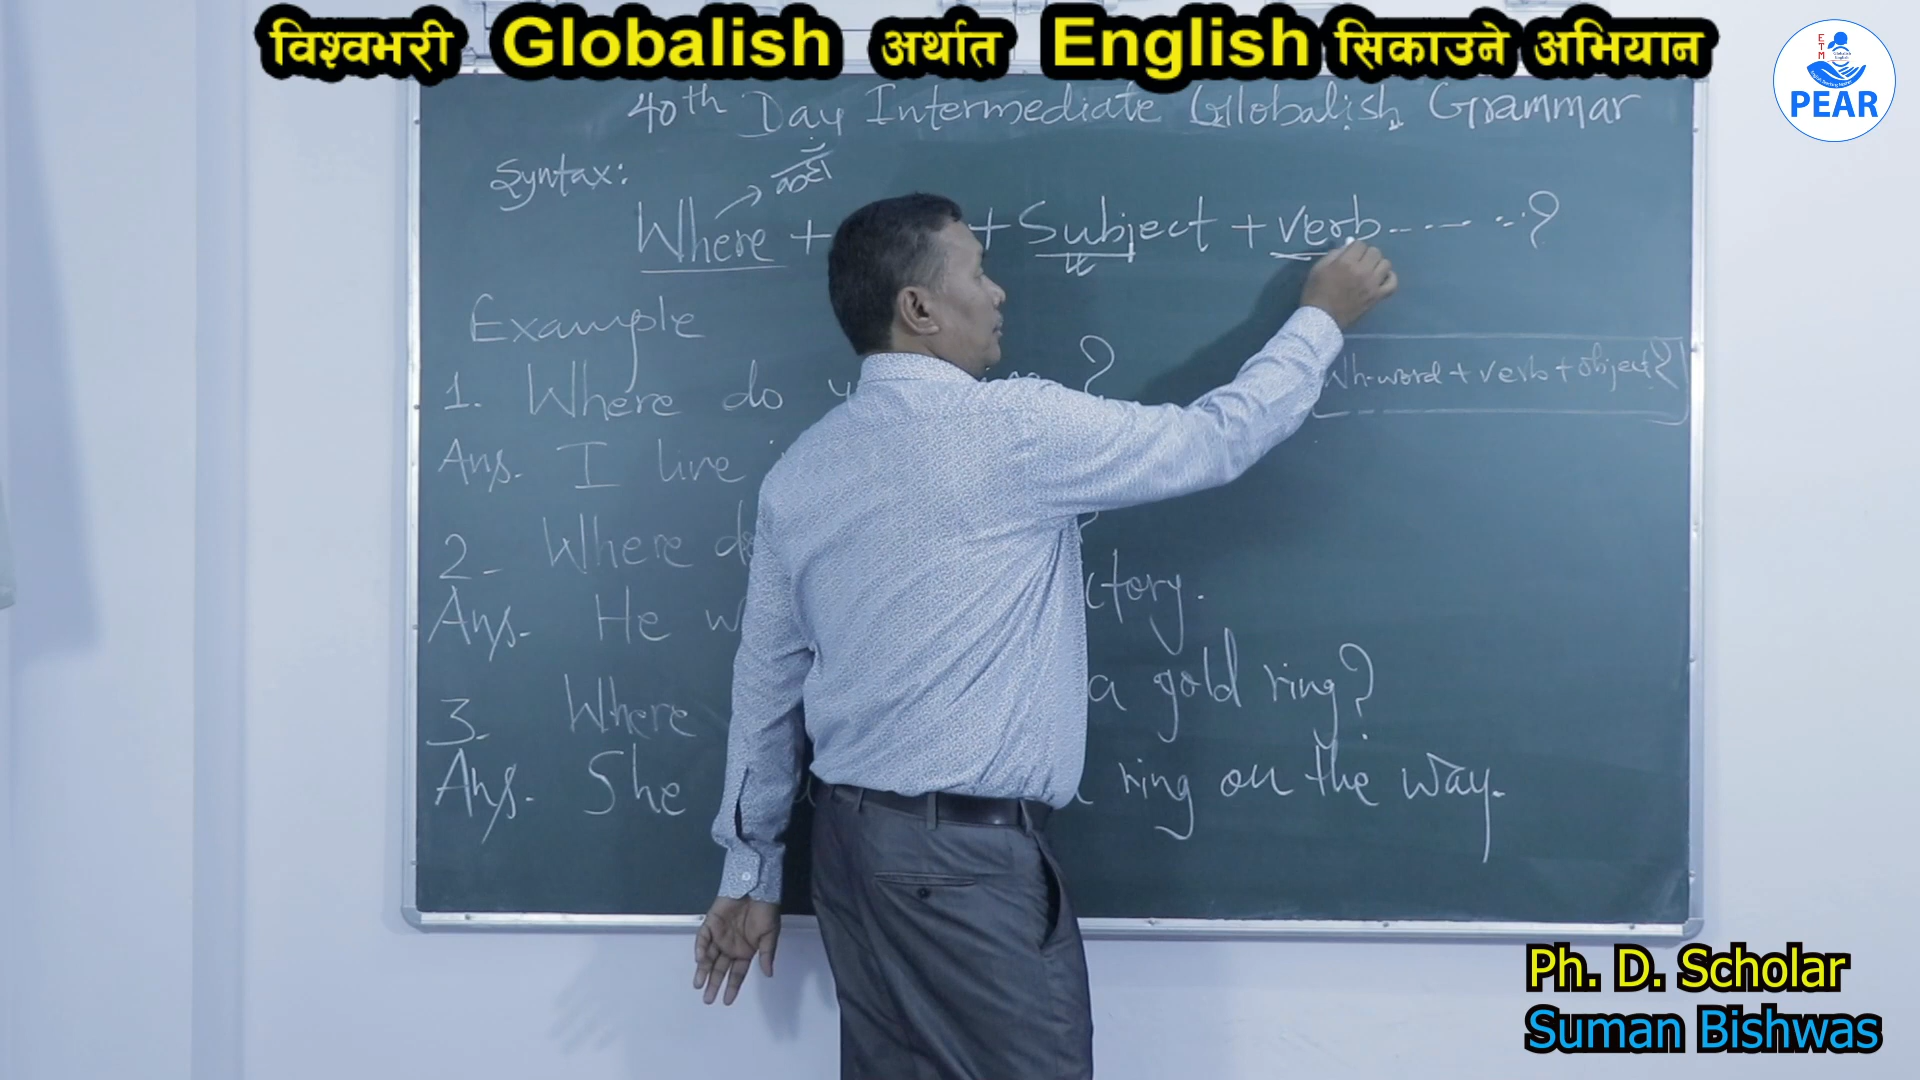 विश्वभरी Globalish अर्थात English सिकाउने अभियान
ETM
PEAR
40th Day Intermediate Globalish Grammar
Syntax:
कहाँ
Where + + Subject + verb ...... ?
Example
Wh-word + verb + object?
1. Where do ?
Ans. I live
2. Where ?
Ans. He
3. Where a gold ring?
Ans. She ring on the way.
Ph. D. Scholar
Suman Bishwas